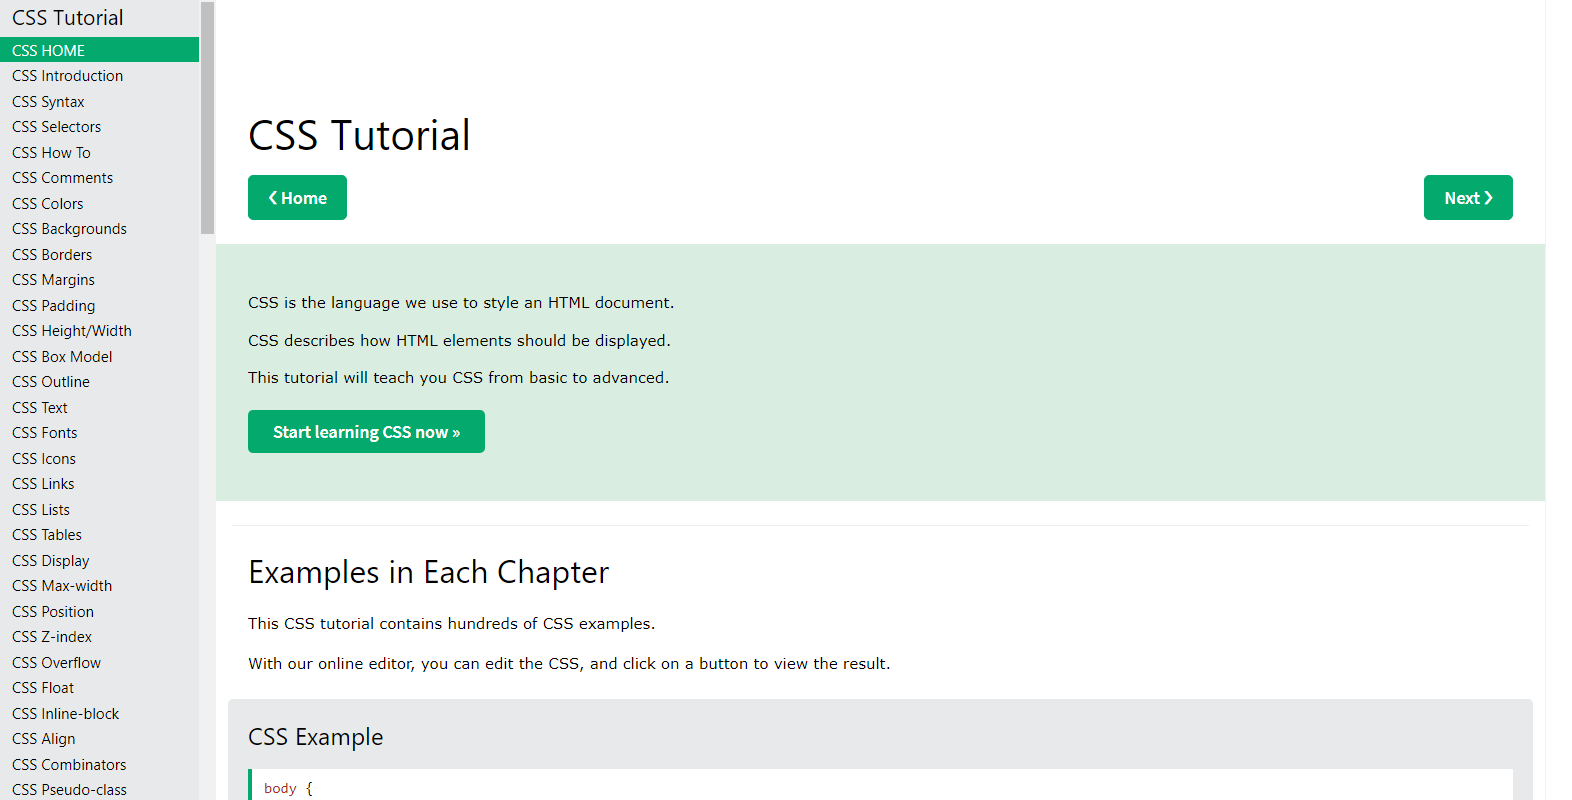 CSS Tutorial
CSS HOME
CSS Introduction
CSS Syntax
CSS Selectors
CSS How To
CSS Comments
CSS Colors
CSS Backgrounds
CSS Borders
CSS Margins
CSS Padding
CSS Height/Width
CSS Box Model
CSS Outline
CSS Text
CSS Fonts
CSS Icons
CSS Links
CSS Lists
CSS Tables
CSS Display
CSS Max-width
CSS Position
CSS Z-index
CSS Overflow
CSS Float
CSS Inline-block
CSS Align
CSS Combinators
CSS Pseudo-class
CSS Tutorial
❮ Home
Next ❯
CSS is the language we use to style an HTML document.
CSS describes how HTML elements should be displayed.
This tutorial will teach you CSS from basic to advanced.
Start learning CSS now »
Examples in Each Chapter
This CSS tutorial contains hundreds of CSS examples.
With our online editor, you can edit the CSS, and click on a button to view the result.
CSS Example
body {